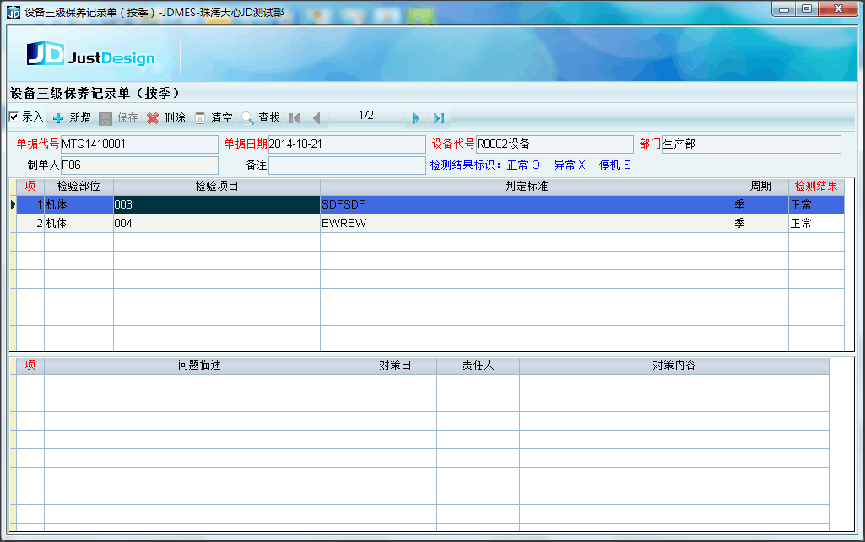 设备三级保养记录单（按季）-JDMES-珠海大心JD测试部
JD JustDesign
设备三级保养记录单（按季）
录入 新增 保存 删除 清空 查找 1/2
单据代号 MTC1410001 单据日期 2014-10-21 设备代号 R0002设备 部门 生产部
制单人 F06 备注 检测结果标识：正常 O 异常 X 停机 E
项 检验部位 检验项目 判定标准 周期 检测结果
1 机体 003 SDFSDF 季 正常
2 机体 004 EWREW 季 正常
项 问题描述 对策日 责任人 对策内容